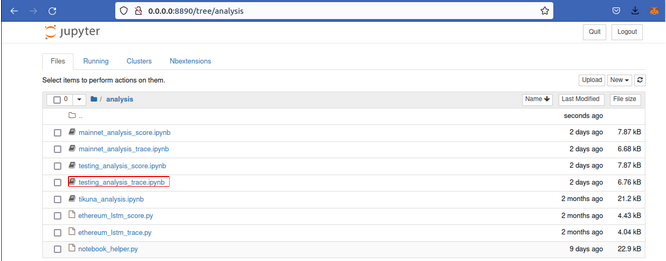 0.0.0.0:8890/tree/analysis
jupyter
Quit Logout
Files Running Clusters Nbextensions
Select items to perform actions on them.
Upload New
0 / analysis Name Last Modified File size
.. seconds ago
mainnet_analysis_score.ipynb 2 days ago 7.87 kB
mainnet_analysis_trace.ipynb 2 days ago 6.68 kB
testing_analysis_score.ipynb 2 days ago 7.87 kB
testing_analysis_trace.ipynb 2 days ago 6.76 kB
tikuna_analysis.ipynb 2 months ago 21.2 kB
ethereum_lstm_score.py 2 months ago 4.43 kB
ethereum_lstm_trace.py 2 months ago 4.04 kB
notebook_helper.py 9 days ago 22.9 kB